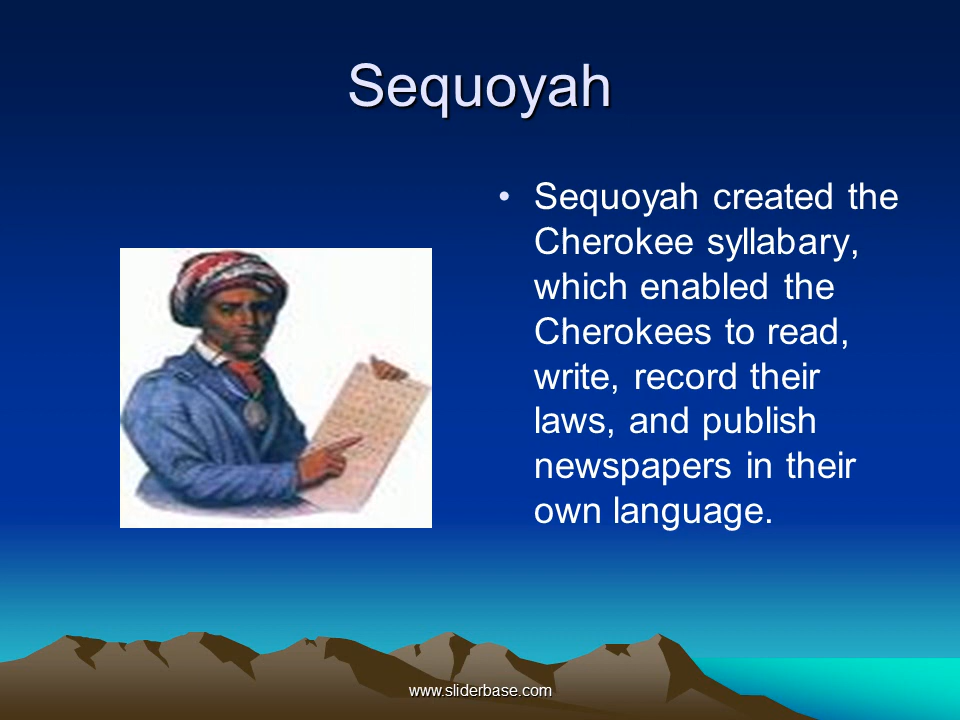 Sequoyah
• Sequoyah created the
Cherokee syllabary,
which enabled the
Cherokees to read,
write, record their
laws, and publish
newspapers in their
own language.
www.sliderbase.com